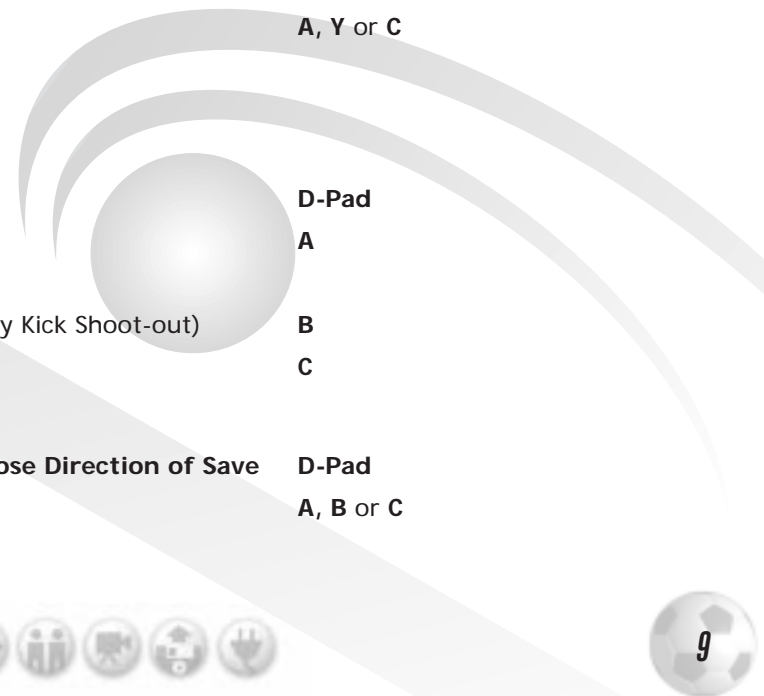 A, Y or C
D-Pad
A
y Kick Shoot-out) B
C
ose Direction of Save D-Pad
A, B or C
9